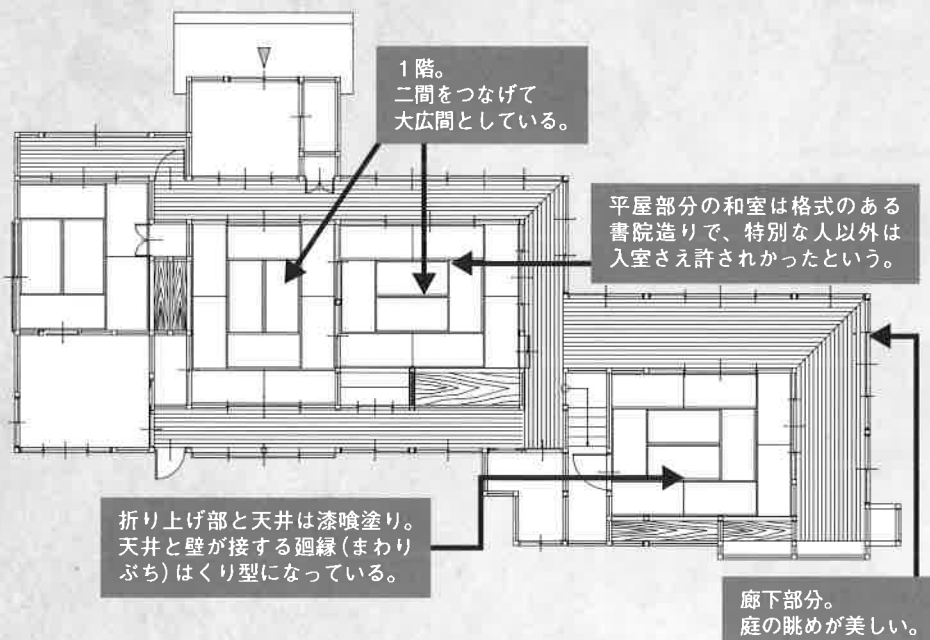 1階。
二間をつなげて
大広間としている。
平屋部分の和室は格式のある
書院造りで、特別な人以外は
入室さえ許されかったという。
折り上げ部と天井は漆喰塗り。
天井と壁が接する廻縁(まわり
ぶち)はくり型になっている。
廊下部分。
庭の眺めが美しい。